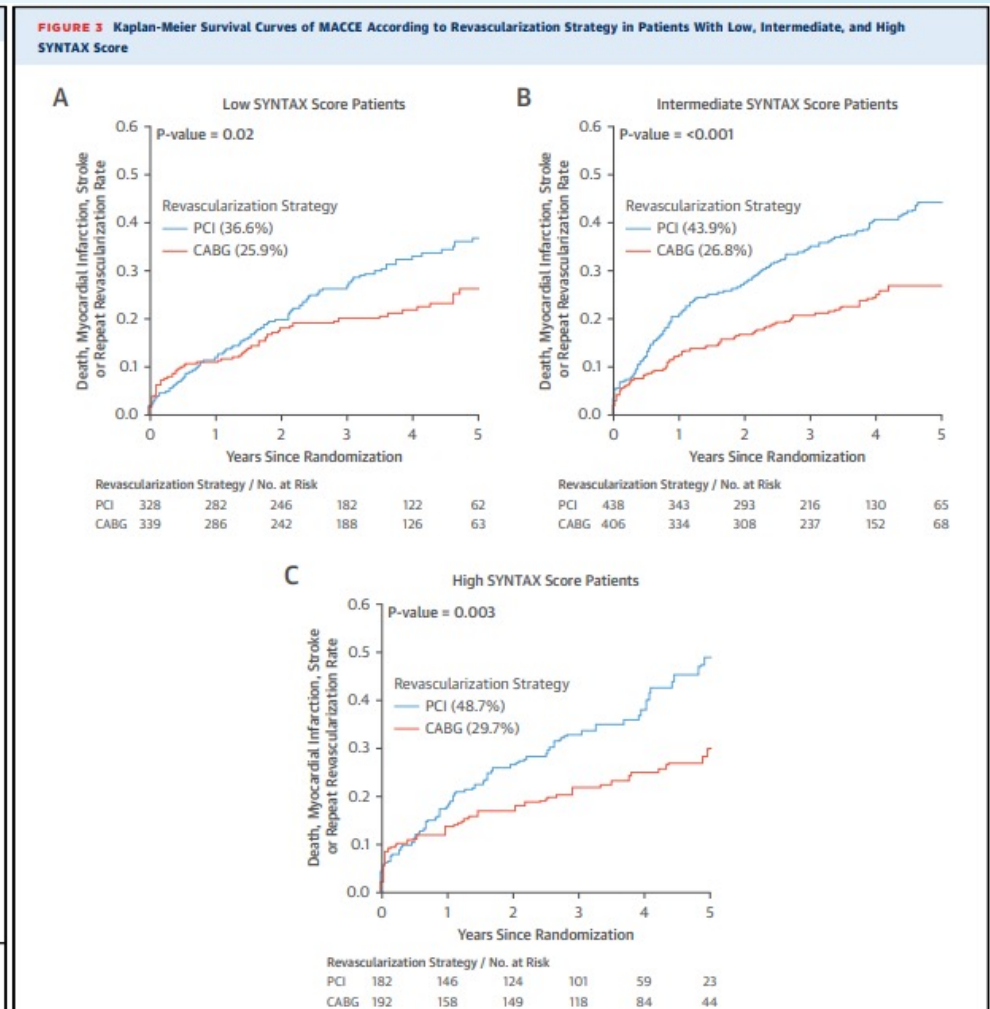 FIGURE 3 Kaplan-Meier Survival Curves of MACCE According to Revascularization Strategy in Patients With Low, Intermediate, and High
SYNTAX Score
A
Low SYNTAX Score Patients
P-value = 0.02
Death, Myocardial Infarction, Stroke
or Repeat Revascularization Rate
0.6
0.5
0.4
0.3
0.2
0.1
0.0
Revascularization Strategy
PCI (36.6%)
CABG (25.9%)
0 1 2 3 4 5
Years Since Randomization
Revascularization Strategy / No. at Risk
PCI 328 282 246 182 122 62
CABG 339 286 242 188 126 63
B
Intermediate SYNTAX Score Patients
P-value = <0.001
Death, Myocardial Infarction, Stroke
or Repeat Revascularization Rate
0.6
0.5
0.4
0.3
0.2
0.1
0.0
Revascularization Strategy
PCI (43.9%)
CABG (26.8%)
0 1 2 3 4 5
Years Since Randomization
Revascularization Strategy / No. at Risk
PCI 438 343 293 216 130 65
CABG 406 334 308 237 152 68
C
High SYNTAX Score Patients
P-value = 0.003
Death, Myocardial Infarction, Stroke
or Repeat Revascularization Rate
0.6
0.5
0.4
0.3
0.2
0.1
0.0
Revascularization Strategy
PCI (48.7%)
CABG (29.7%)
0 1 2 3 4 5
Years Since Randomization
Revascularization Strategy / No. at Risk
PCI 182 146 124 101 59 23
CABG 192 158 149 118 84 44